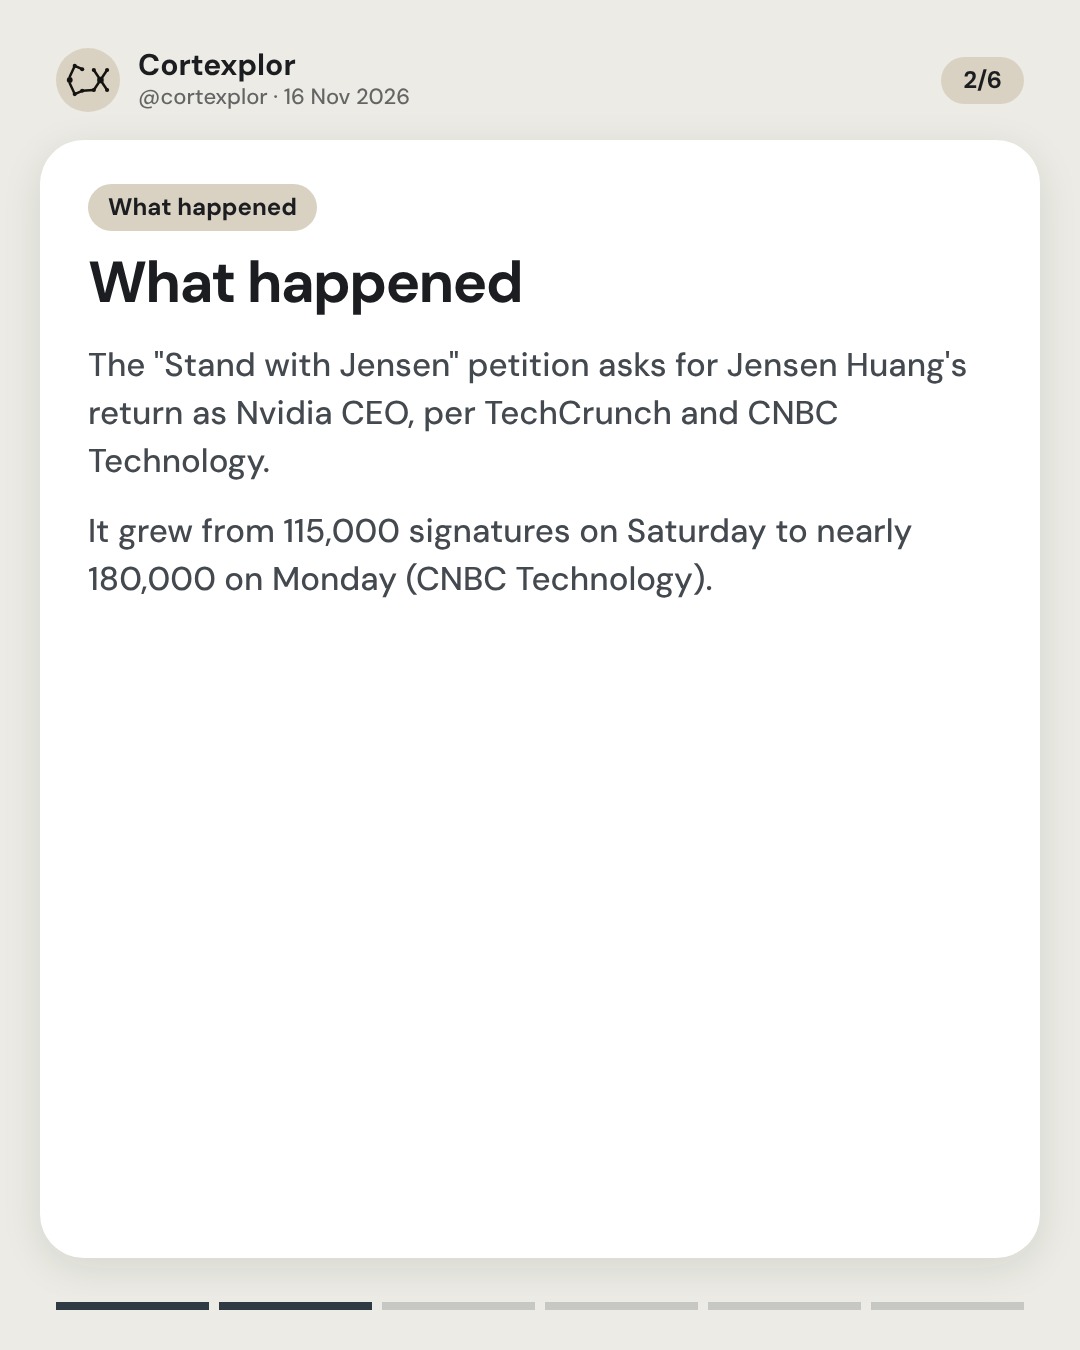 Cortexplor
@cortexplor · 16 Nov 2026
2/6
What happened
What happened
The "Stand with Jensen" petition asks for Jensen Huang's
return as Nvidia CEO, per TechCrunch and CNBC
Technology.
It grew from 115,000 signatures on Saturday to nearly
180,000 on Monday (CNBC Technology).